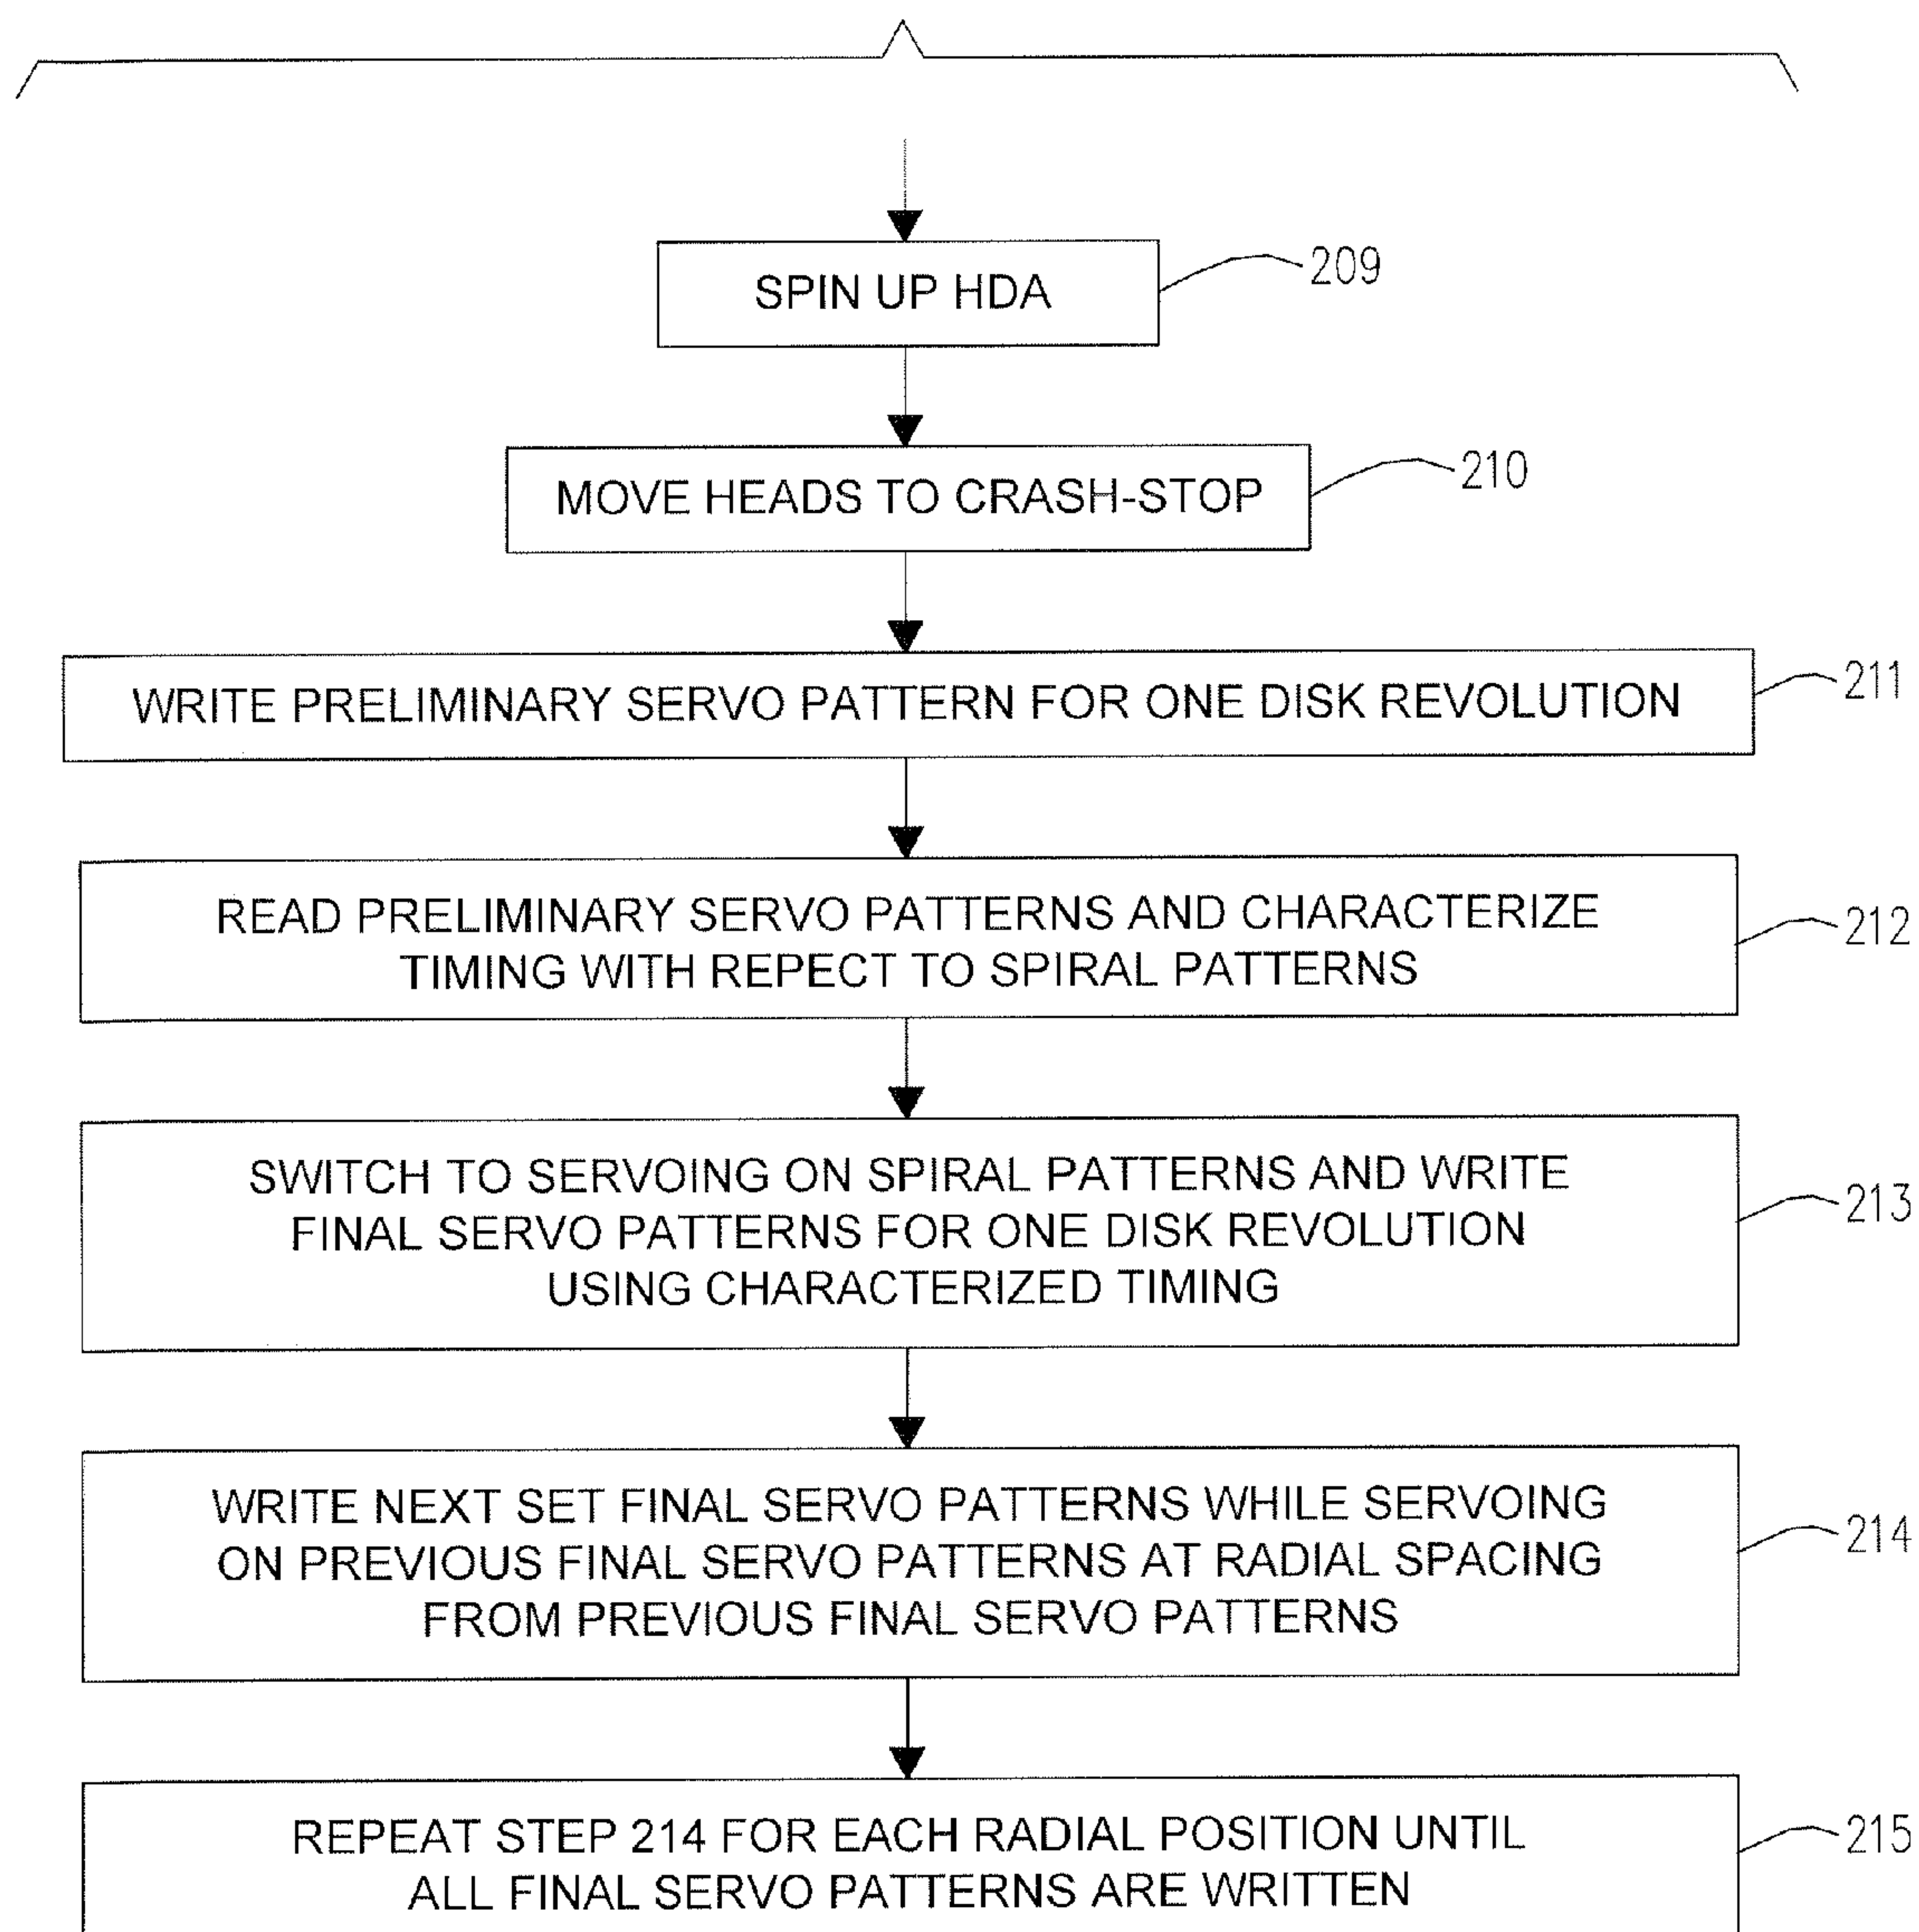 SPIN UP HDA
209
MOVE HEADS TO CRASH-STOP
210
WRITE PRELIMINARY SERVO PATTERN FOR ONE DISK REVOLUTION
211
READ PRELIMINARY SERVO PATTERNS AND CHARACTERIZE
TIMING WITH REPECT TO SPIRAL PATTERNS
212
SWITCH TO SERVOING ON SPIRAL PATTERNS AND WRITE
FINAL SERVO PATTERNS FOR ONE DISK REVOLUTION
USING CHARACTERIZED TIMING
213
WRITE NEXT SET FINAL SERVO PATTERNS WHILE SERVOING
ON PREVIOUS FINAL SERVO PATTERNS AT RADIAL SPACING
FROM PREVIOUS FINAL SERVO PATTERNS
214
REPEAT STEP 214 FOR EACH RADIAL POSITION UNTIL
ALL FINAL SERVO PATTERNS ARE WRITTEN
215